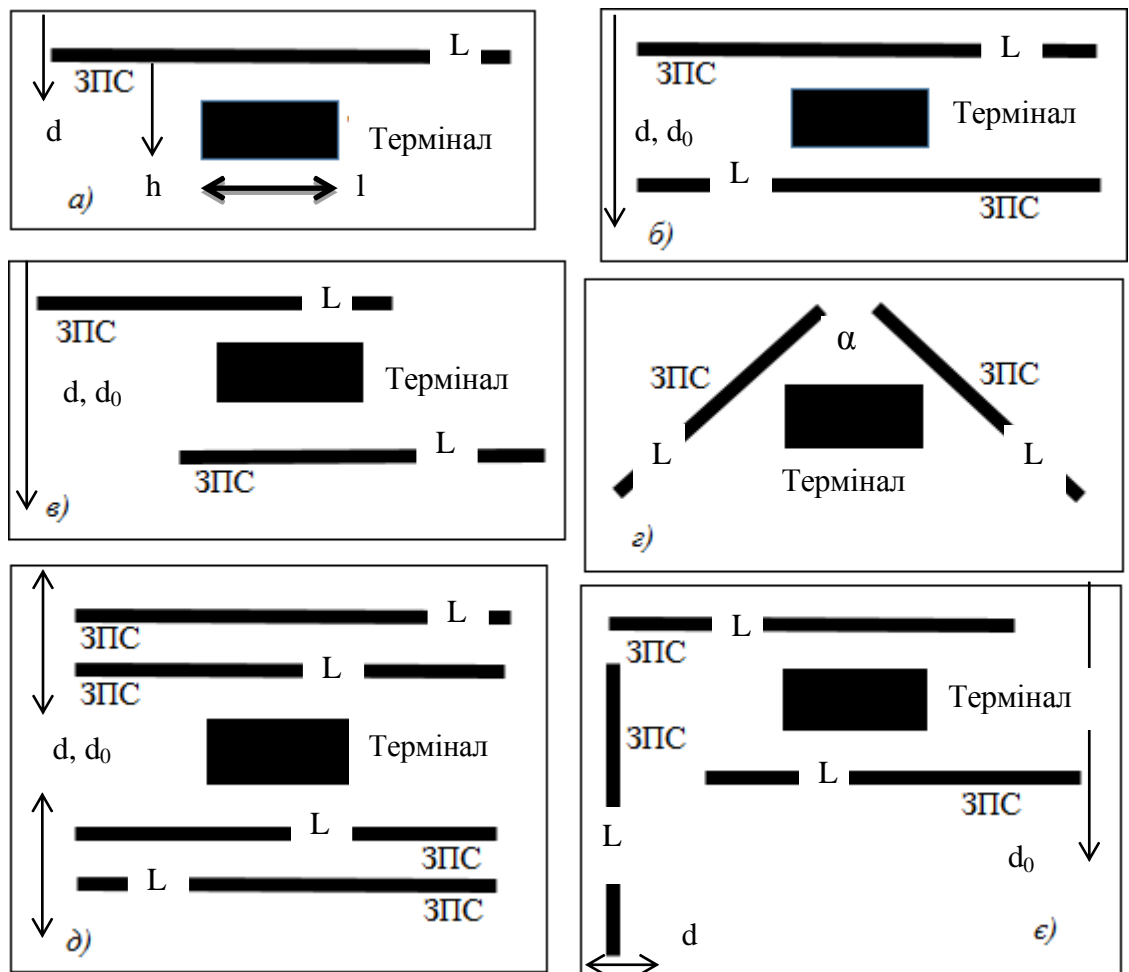 L
ЗПС
d
Термінал
h
l
а)
L
ЗПС
d, d₀
Термінал
L
ЗПС
б)
L
ЗПС
Термінал
d, d₀
L
ЗПС
в)
α
ЗПС
ЗПС
L
L
Термінал
г)
L
ЗПС
L
ЗПС
d, d₀
Термінал
L
ЗПС
L
ЗПС
д)
L
ЗПС
Термінал
ЗПС
L
ЗПС
L
d₀
d
є)